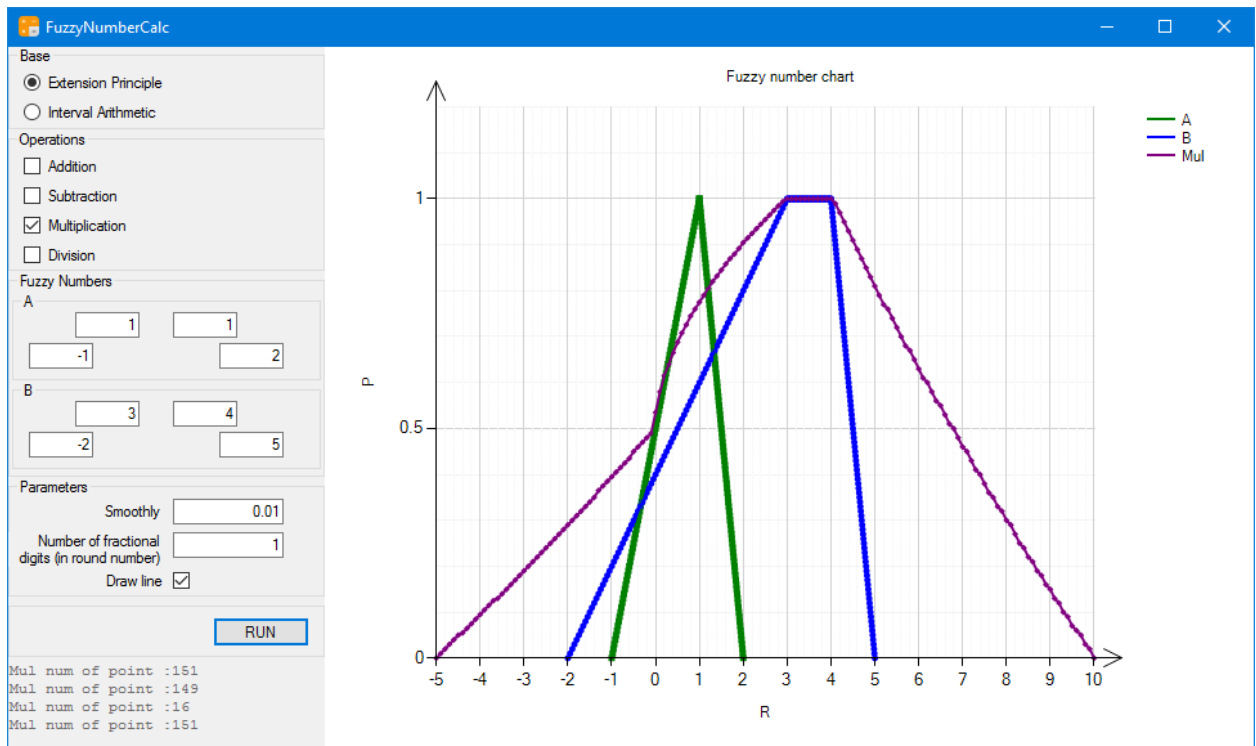 FuzzyNumberCalc
Base
Extension Principle
Interval Arithmetic
Operations
Addition
Subtraction
Multiplication
Division
Fuzzy Numbers
A
1 1
-1 2
B
3 4
-2 5
Parameters
Smoothly 0.01
Number of fractional
digits (in round number) 1
Draw line
RUN
Mul num of point :151
Mul num of point :149
Mul num of point :16
Mul num of point :151
Fuzzy number chart
A
B
Mul
1
P
0.5
0
-5 -4 -3 -2 -1 0 1 2 3 4 5 6 7 8 9 10
R